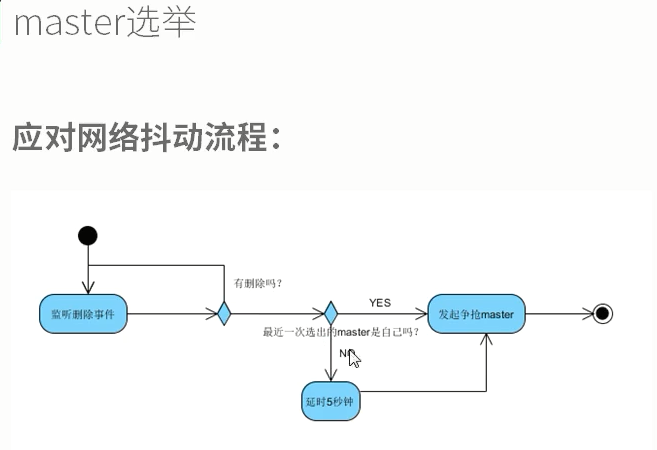 master选举
应对网络抖动流程：
有删除吗？
监听删除事件
YES
发起争抢master
最近一次选出的master是自己吗？
NO
延时5秒钟